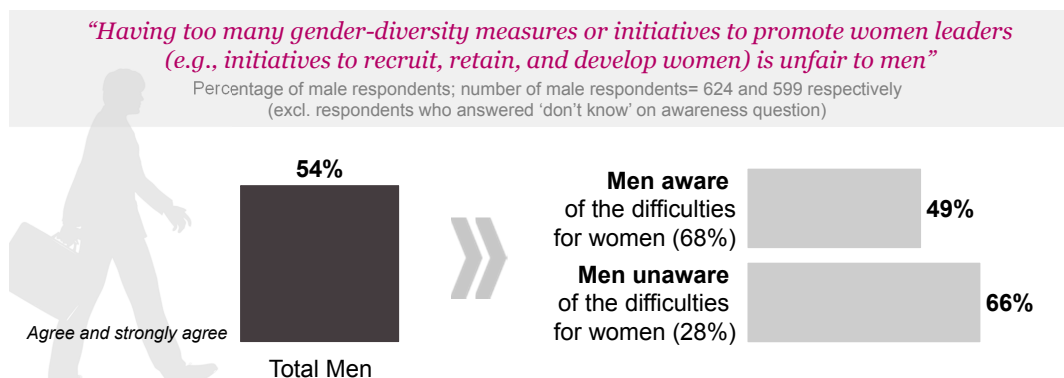 “Having too many gender-diversity measures or initiatives to promote women leaders
(e.g., initiatives to recruit, retain, and develop women) is unfair to men”
Percentage of male respondents; number of male respondents= 624 and 599 respectively
(excl. respondents who answered ‘don’t know’ on awareness question)
54%
Agree and strongly agree
Total Men
Men aware
of the difficulties
for women (68%)
49%
Men unaware
of the difficulties
for women (28%)
66%